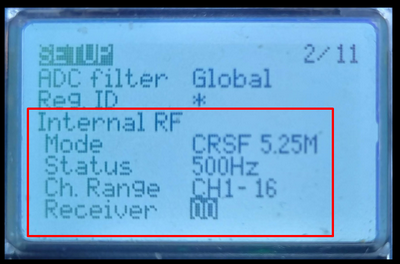 SETUP 2/11
ADC filter Global
Reg. ID *
Internal RF
Mode CRSF 5.25M
Status 500Hz
Ch. Range CH1-16
Receiver 00